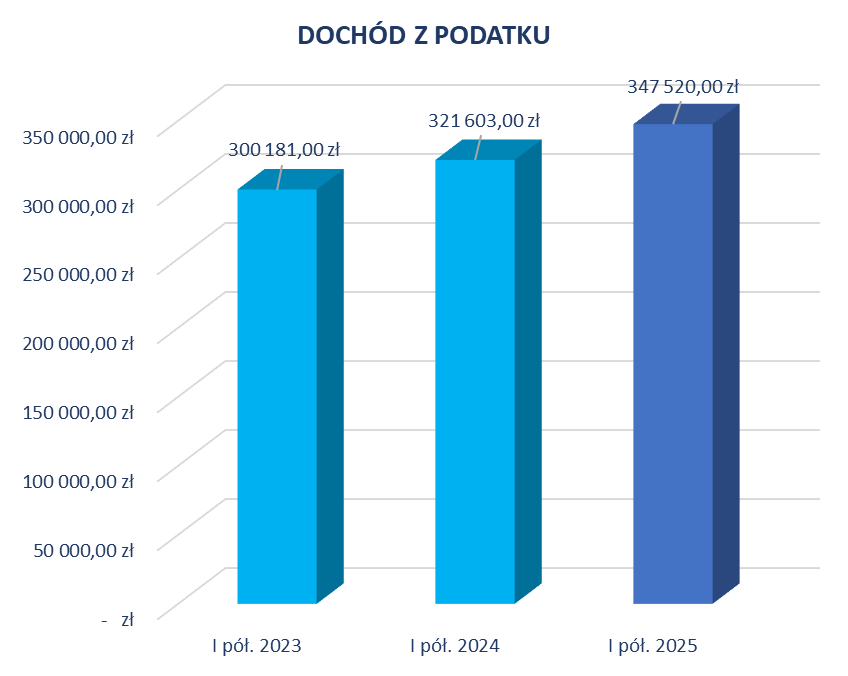 DOCHÓD Z PODATKU
347 520,00 zł
321 603,00 zł
300 181,00 zł
350 000,00 zł
300 000,00 zł
250 000,00 zł
200 000,00 zł
150 000,00 zł
100 000,00 zł
50 000,00 zł
- zł
I pół. 2023
I pół. 2024
I pół. 2025